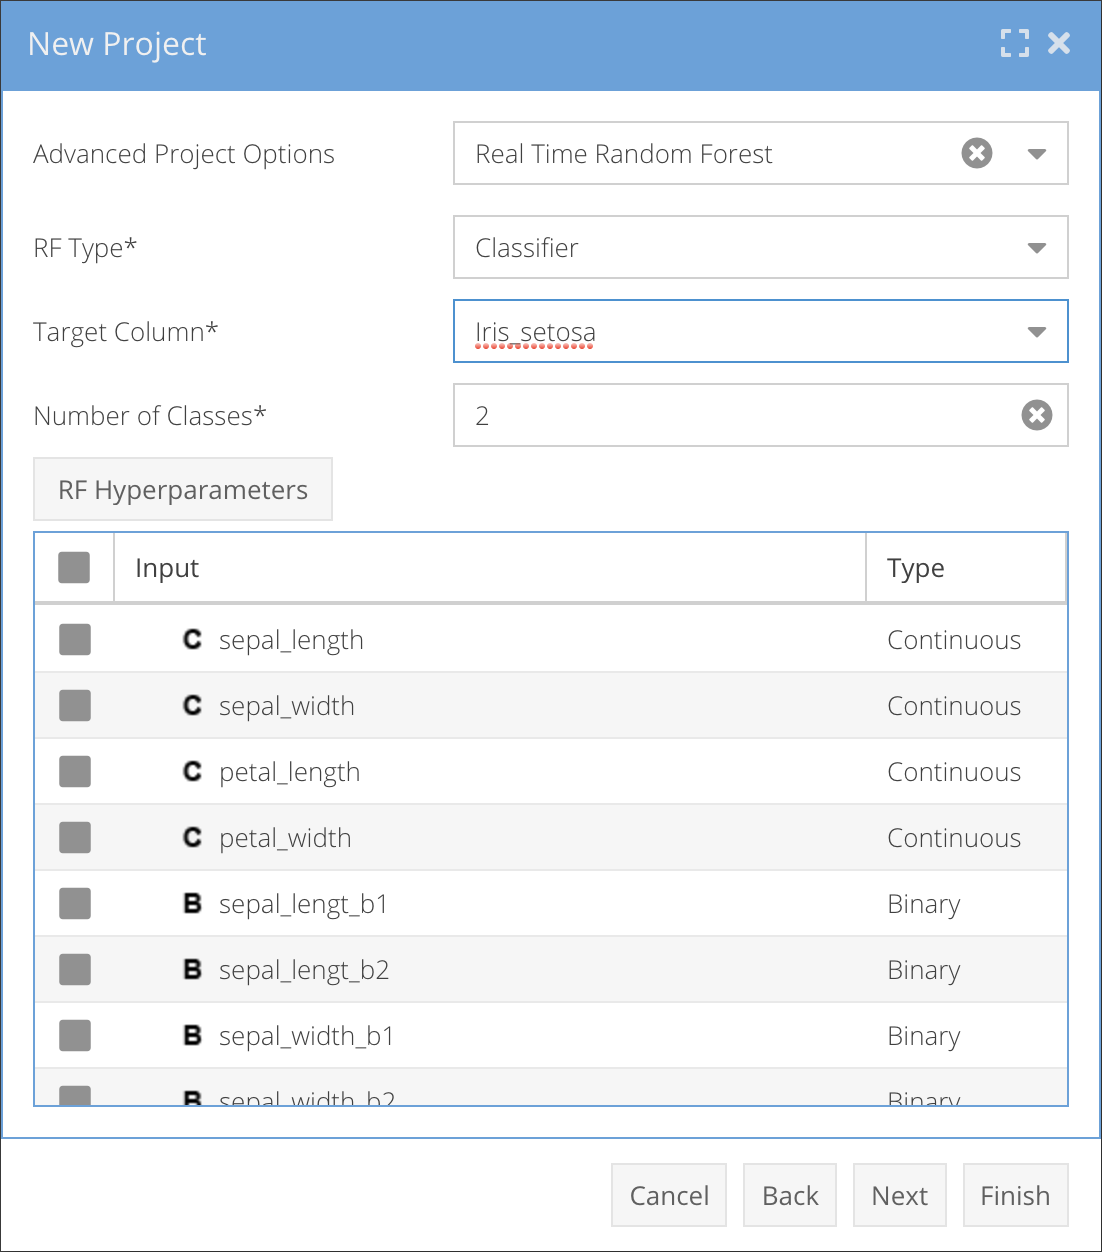 New Project
Advanced Project Options Real Time Random Forest
RF Type* Classifier
Target Column* Iris_setosa
Number of Classes* 2
RF Hyperparameters
Input Type
C sepal_length Continuous
C sepal_width Continuous
C petal_length Continuous
C petal_width Continuous
B sepal_lengt_b1 Binary
B sepal_lengt_b2 Binary
B sepal_width_b1 Binary
B sepal_width_b2 Binary
Cancel Back Next Finish